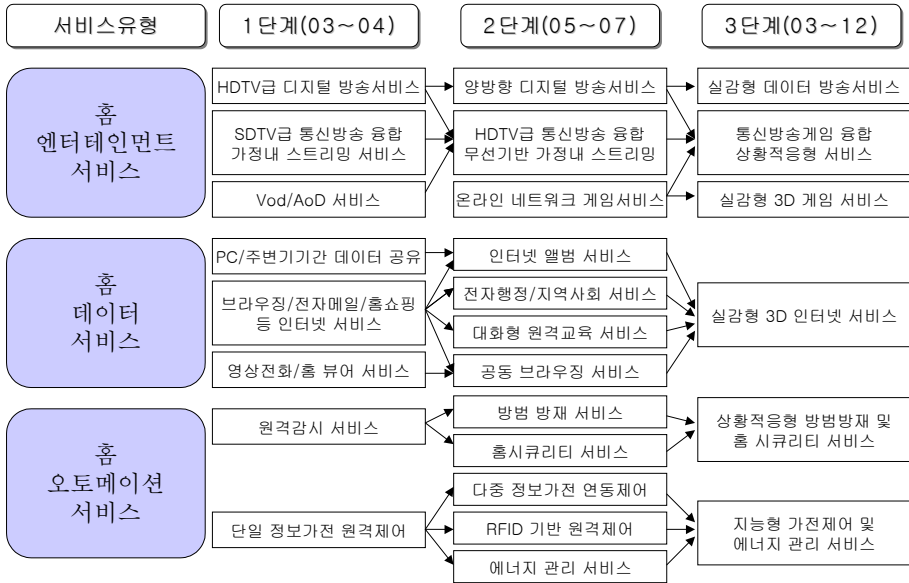 서비스유형
1단계(03～04)
2단계(05～07)
3단계(03～12)
홈
엔터테인먼트
서비스
HDTV급 디지털 방송서비스
양방향 디지털 방송서비스
실감형 데이터 방송서비스
SDTV급 통신방송 융합
가정내 스트리밍 서비스
HDTV급 통신방송 융합
무선기반 가정내 스트리밍
통신방송게임 융합
상황적응형 서비스
Vod/AoD 서비스
온라인 네트워크 게임서비스
실감형 3D 게임 서비스
홈
데이터
서비스
PC/주변기기간 데이터 공유
인터넷 앨범 서비스
브라우징/전자메일/홈쇼핑
등 인터넷 서비스
전자행정/지역사회 서비스
대화형 원격교육 서비스
실감형 3D 인터넷 서비스
영상전화/홈 뷰어 서비스
공동 브라우징 서비스
홈
오토메이션
서비스
원격감시 서비스
방범 방재 서비스
홈시큐리티 서비스
상황적응형 방범방재 및
홈 시큐리티 서비스
단일 정보가전 원격제어
다중 정보가전 연동제어
RFID 기반 원격제어
에너지 관리 서비스
지능형 가전제어 및
에너지 관리 서비스